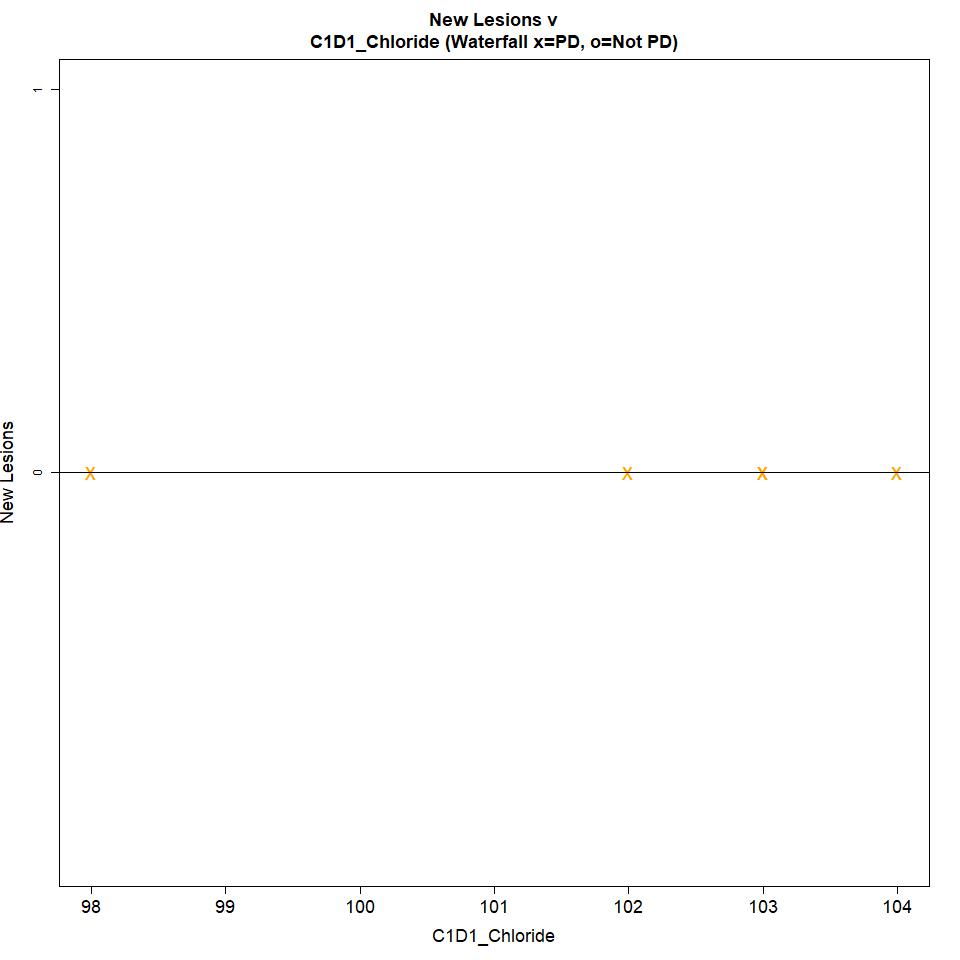 New Lesions v
C1D1_Chloride (Waterfall x=PD, o=Not PD)
1
0
New Lesions
x x x x
98 99 100 101 102 103 104
C1D1_Chloride